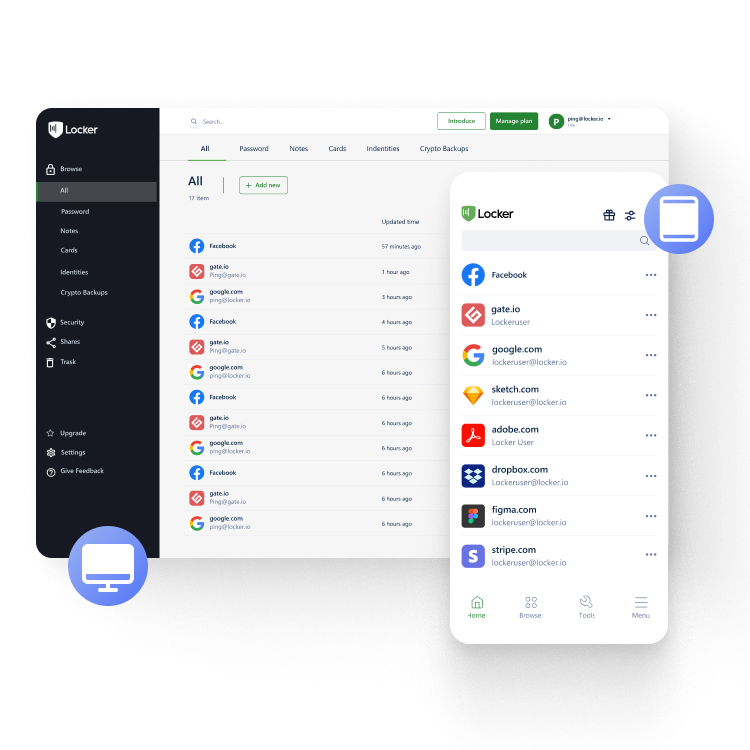 Locker
Browse
All
Password
Notes
Cards
Identities
Crypto Backups
Security
Shares
Trask
Upgrade
Settings
Give Feedback
Search..
Introduce
Manage plan
P
ping@locker.io
All
Password
Notes
Cards
Indentities
Crypto Backups
All
17 item
+ Add new
Updated time
Facebook
57 minutes ago
gate.io
Ping@gate.io
1 hour ago
google.com
ping@locker.io
3 hours ago
Facebook
4 hours ago
gate.io
Ping@gate.io
5 hours ago
google.com
ping@locker.io
6 hours ago
Facebook
6 hours ago
gate.io
Ping@gate.io
6 hours ago
google.com
ping@locker.io
6 hours ago
Facebook
6 hours ago
gate.io
Ping@gate.io
6 hours ago
google.com
ping@locker.io
6 hours ago
Locker
Facebook
gate.io
Lockeruser
google.com
lockeruser@locker.io
sketch.com
lockeruser@locker.io
adobe.com
Locker User
dropbox.com
Lockeruser@locker.io
figma.com
lockeruser@locker.io
S
stripe.com
lockeruser@locker.io
Home
Browse
Tools
Menu